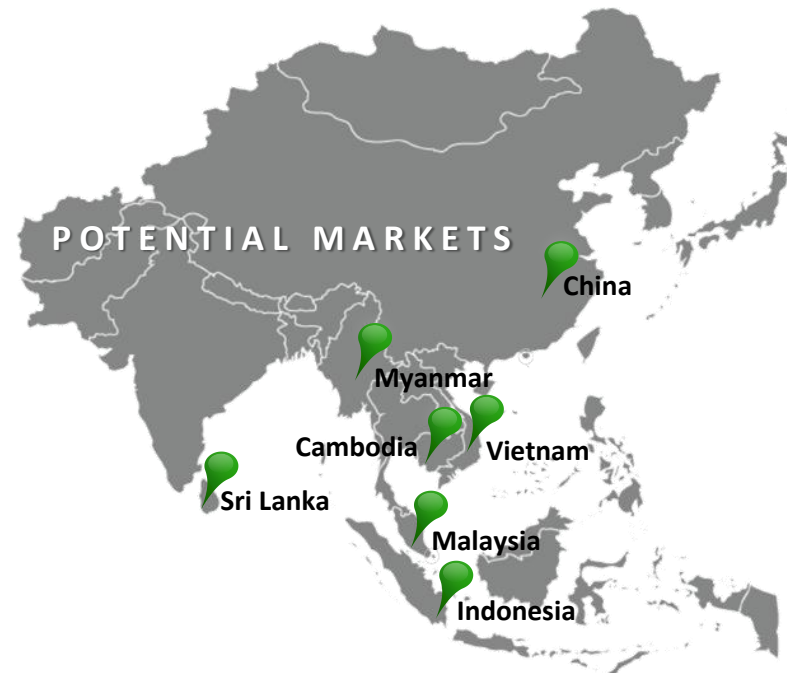 POTENTIAL MARKETS
China
Myanmar
Cambodia
Vietnam
Sri Lanka
Malaysia
Indonesia